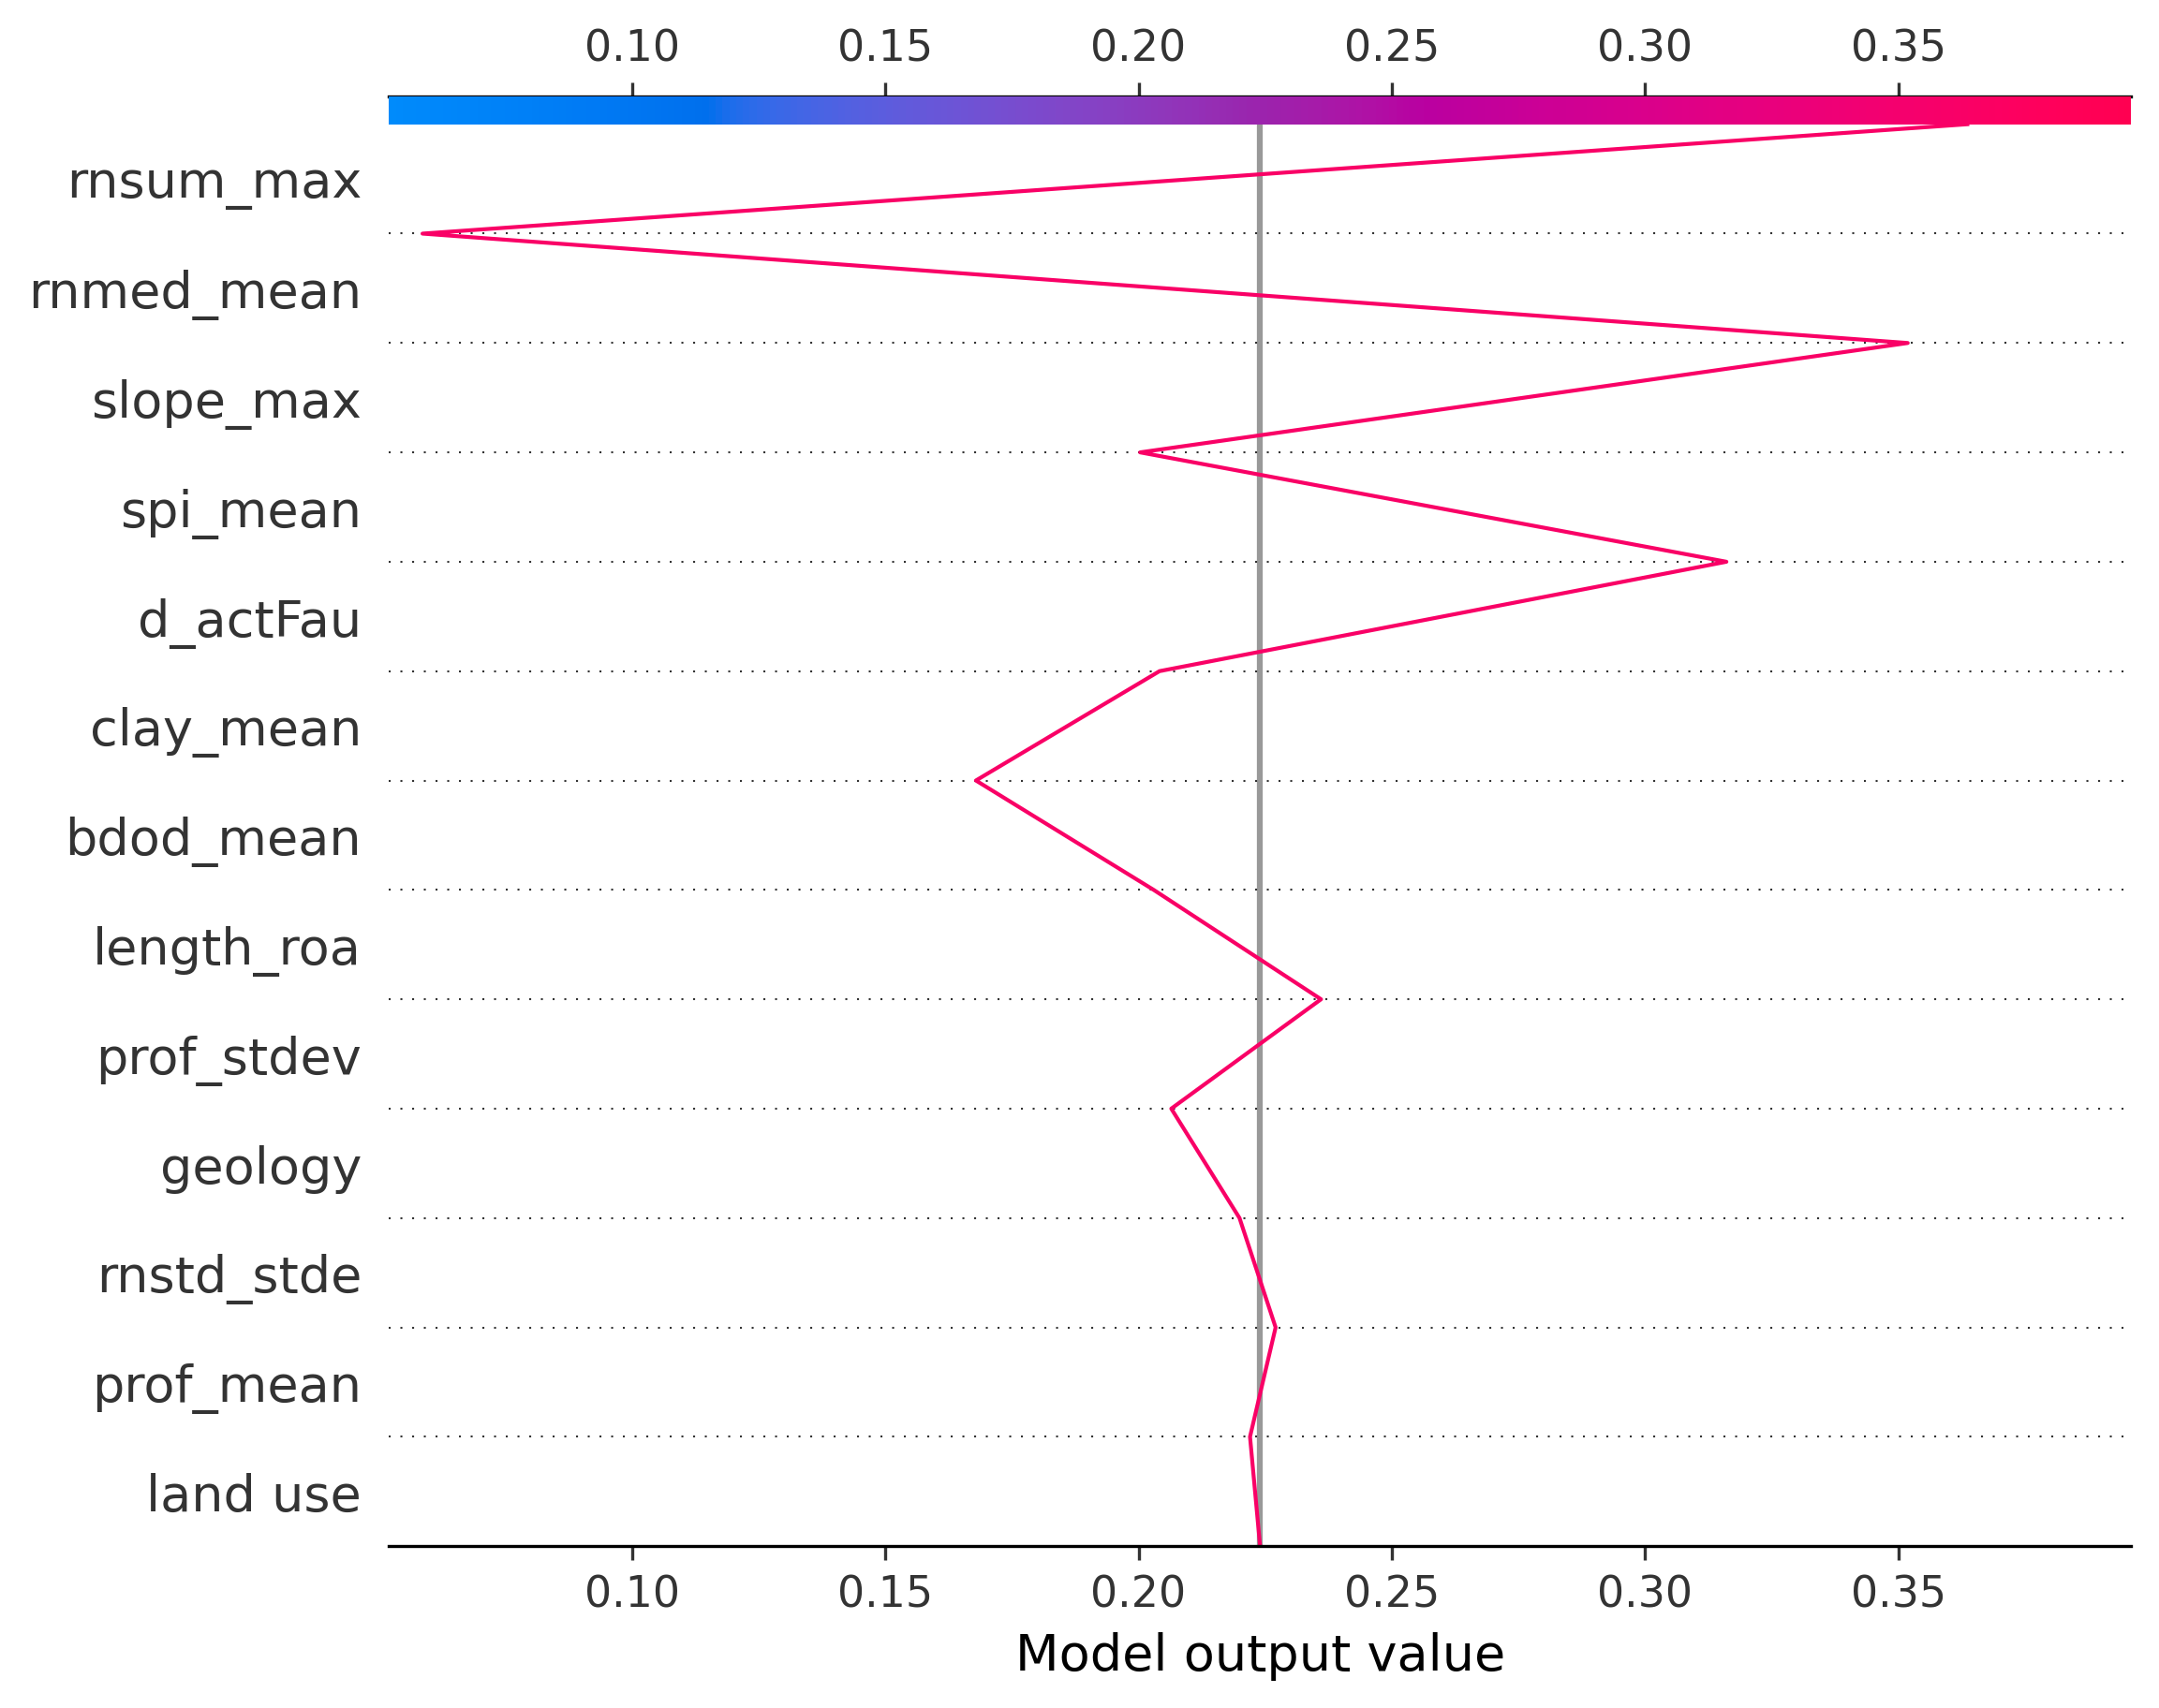 0.10 0.15 0.20 0.25 0.30 0.35
rnsum_max
rnmed_mean
slope_max
spi_mean
d_actFau
clay_mean
bdod_mean
length_roa
prof_stdev
geology
rnstd_stde
prof_mean
land use
0.10 0.15 0.20 0.25 0.30 0.35
Model output value